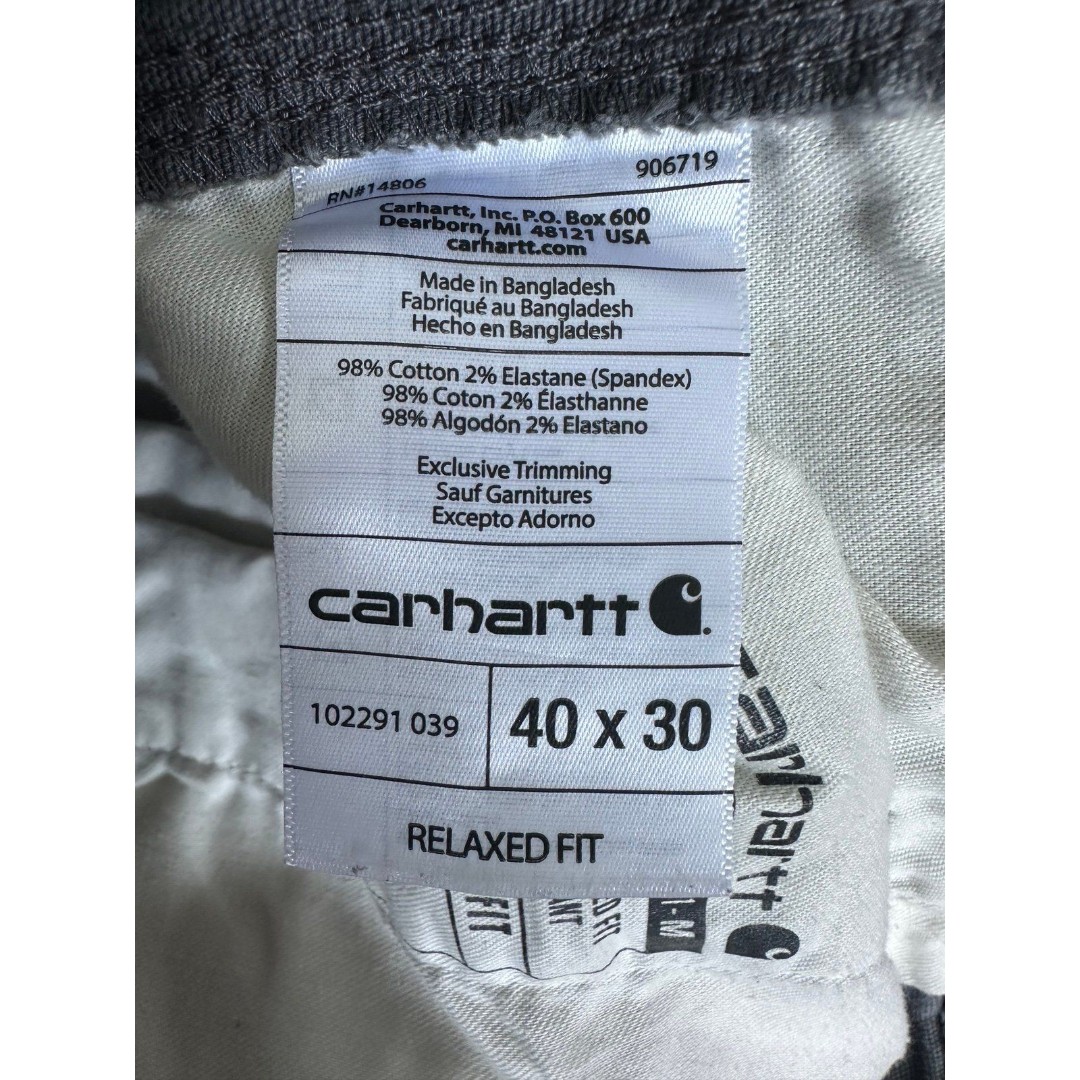 RN#14806 906719
Carhartt, Inc. P.O. Box 600
Dearborn, MI 48121 USA
carhartt.com
Made in Bangladesh
Fabriqué au Bangladesh
Hecho en Bangladesh
98% Cotton 2% Elastane (Spandex)
98% Coton 2% Élasthanne
98% Algodón 2% Elastano
Exclusive Trimming
Sauf Garnitures
Excepto Adorno
carhartt
102291 039 40 x 30
RELAXED FIT
carhartt
FIT